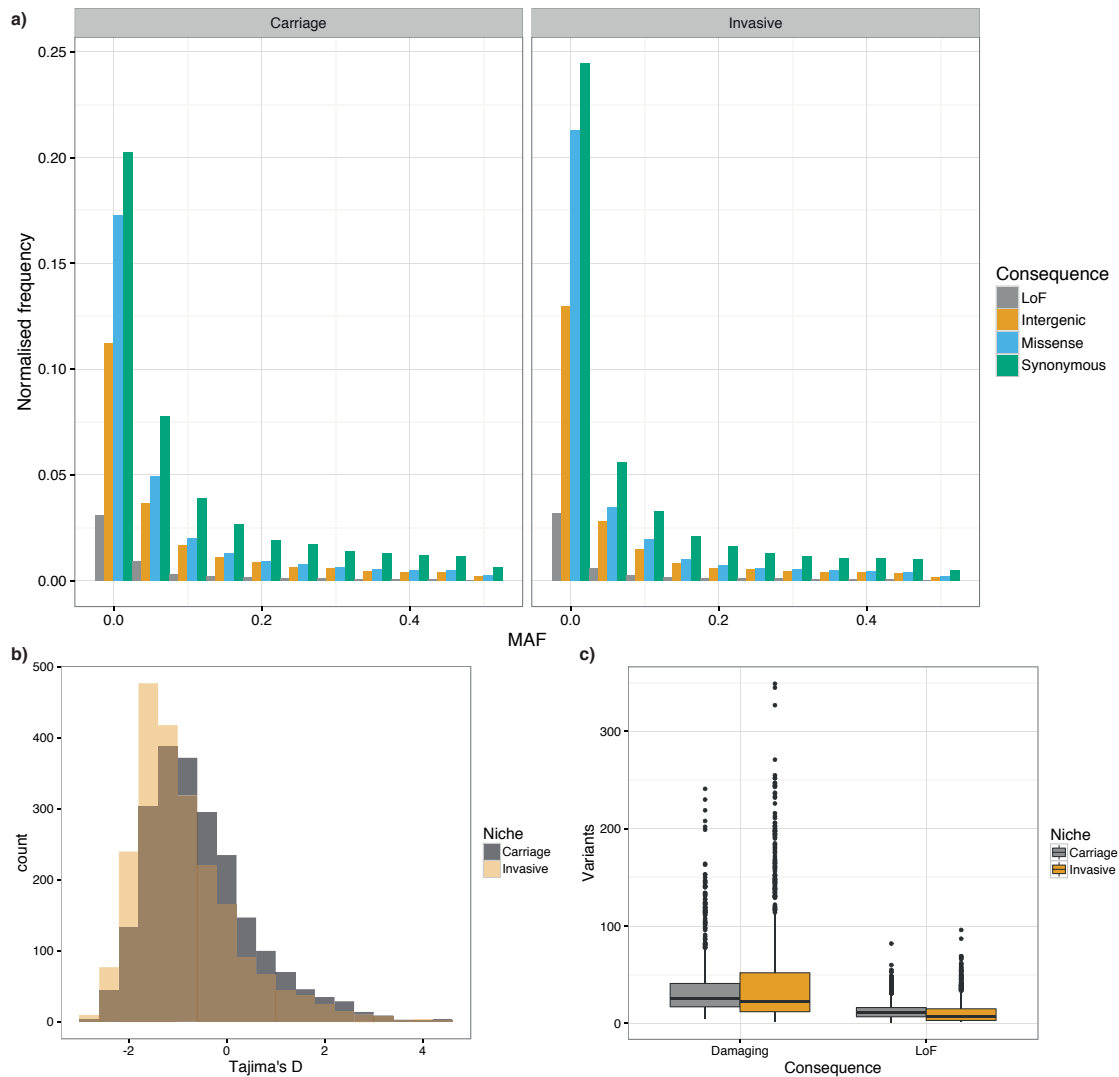 a)
Carriage
Invasive
0.25
0.20
0.15
0.10
0.05
0.00
Normalised frequency
0.0
0.2
0.4
0.0
0.2
0.4
MAF
Consequence
LoF
Intergenic
Missense
Synonymous
b)
500
400
300
200
100
0
count
-2
0
2
4
Tajima's D
Niche
Carriage
Invasive
c)
300
200
100
0
Variants
Damaging
LoF
Consequence
Niche
Carriage
Invasive